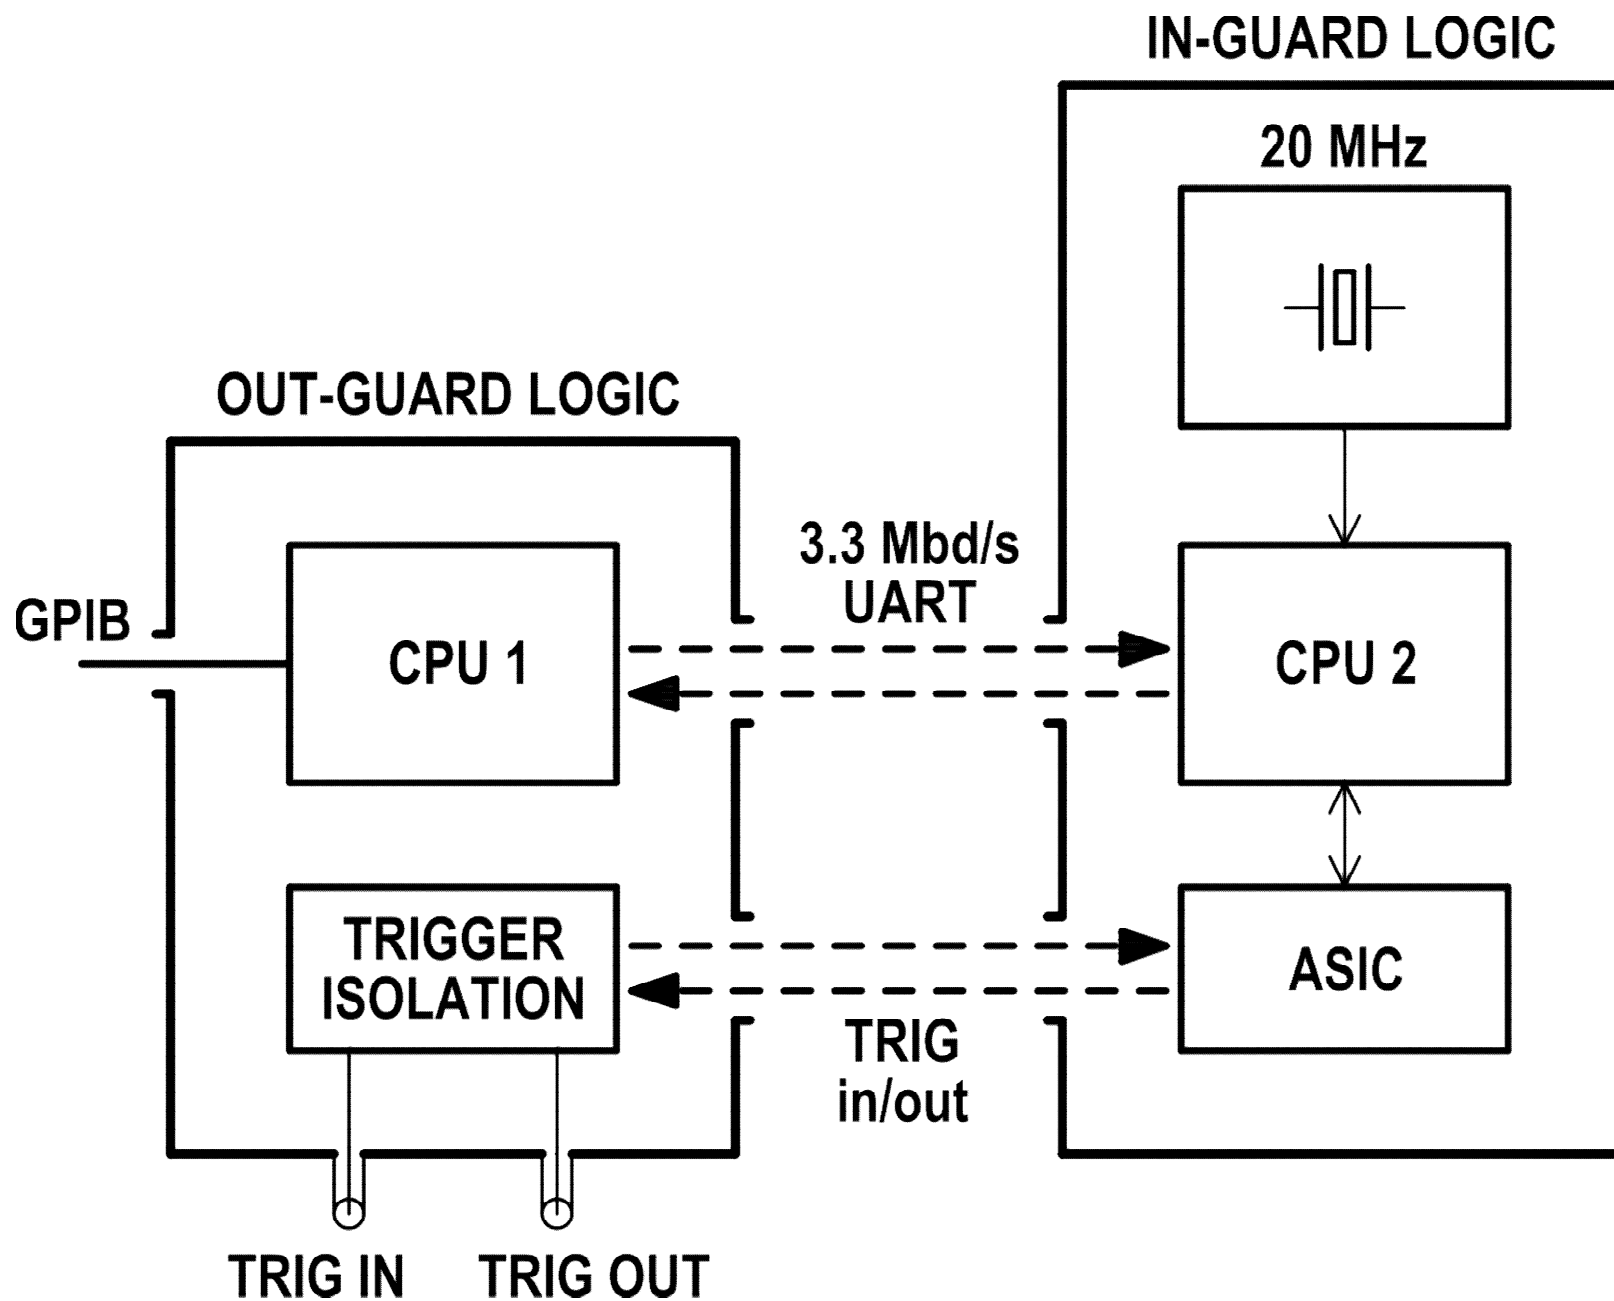 IN-GUARD LOGIC
20 MHz
OUT-GUARD LOGIC
3.3 Mbd/s
UART
GPIB
CPU 1
CPU 2
TRIGGER
ISOLATION
ASIC
TRIG
in/out
TRIG IN
TRIG OUT